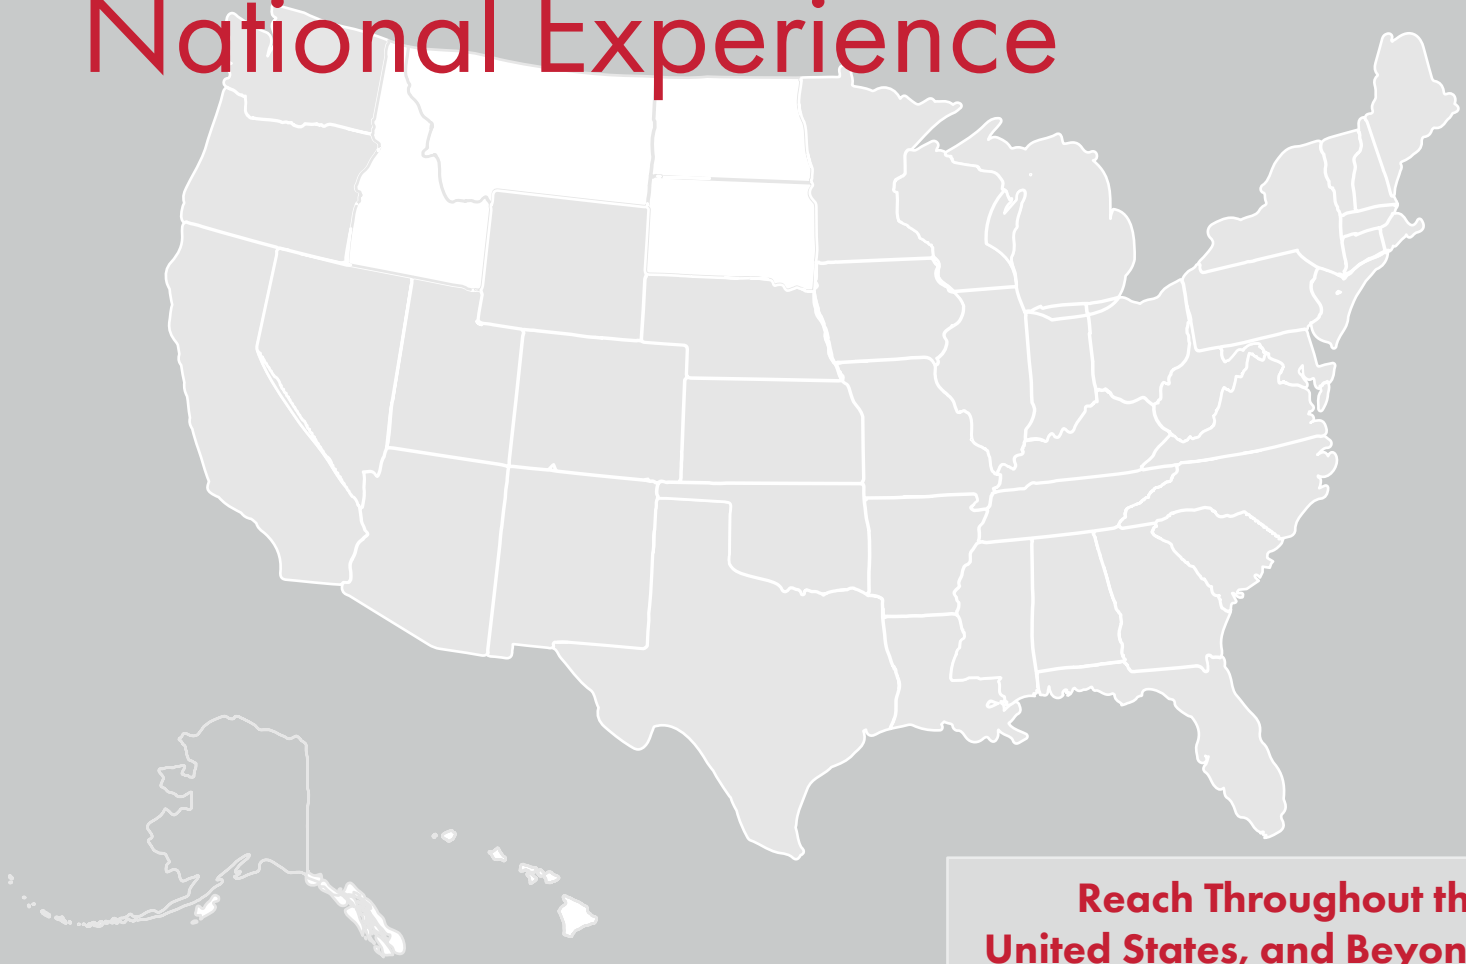 National Experience
Reach Throughout th
United States, and Beyon